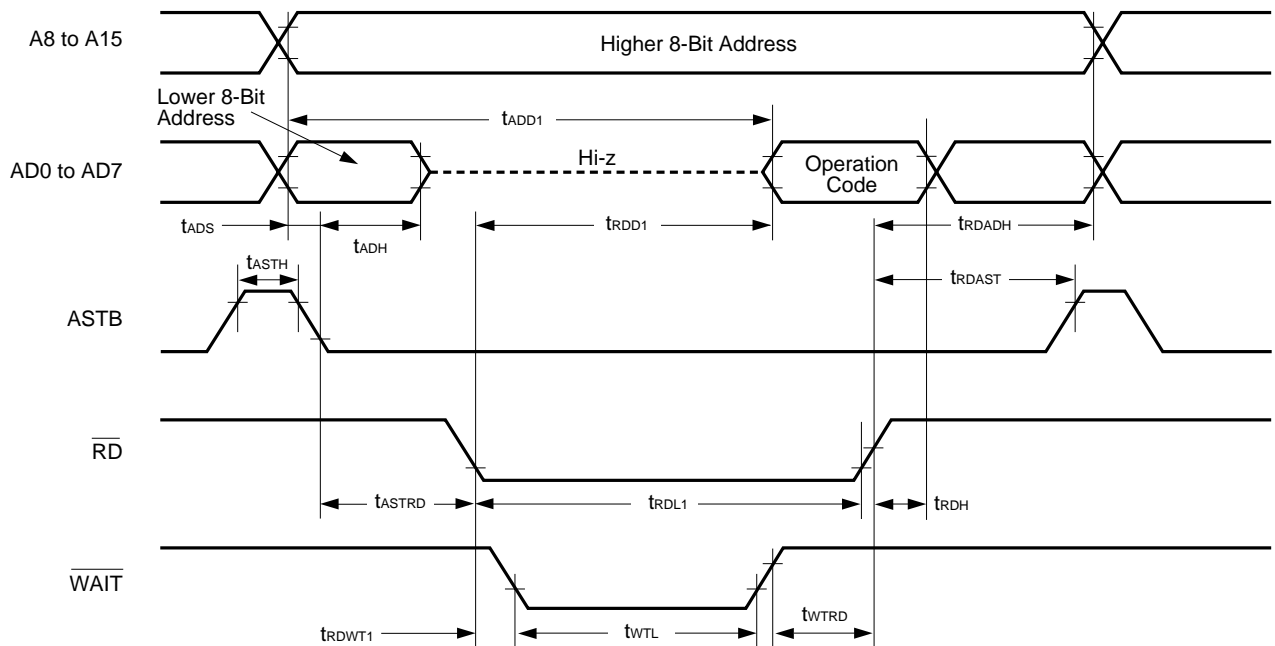 A8 to A15
Higher 8-Bit Address
Lower 8-Bit
Address
tADD1
AD0 to AD7
Hi-z
Operation
Code
tADS
tADH
tRDD1
tRDADH
tASTH
tRDAST
ASTB
RD
tASTRD
tRDL1
tRDH
WAIT
tRDWT1
tWTL
tWTRD